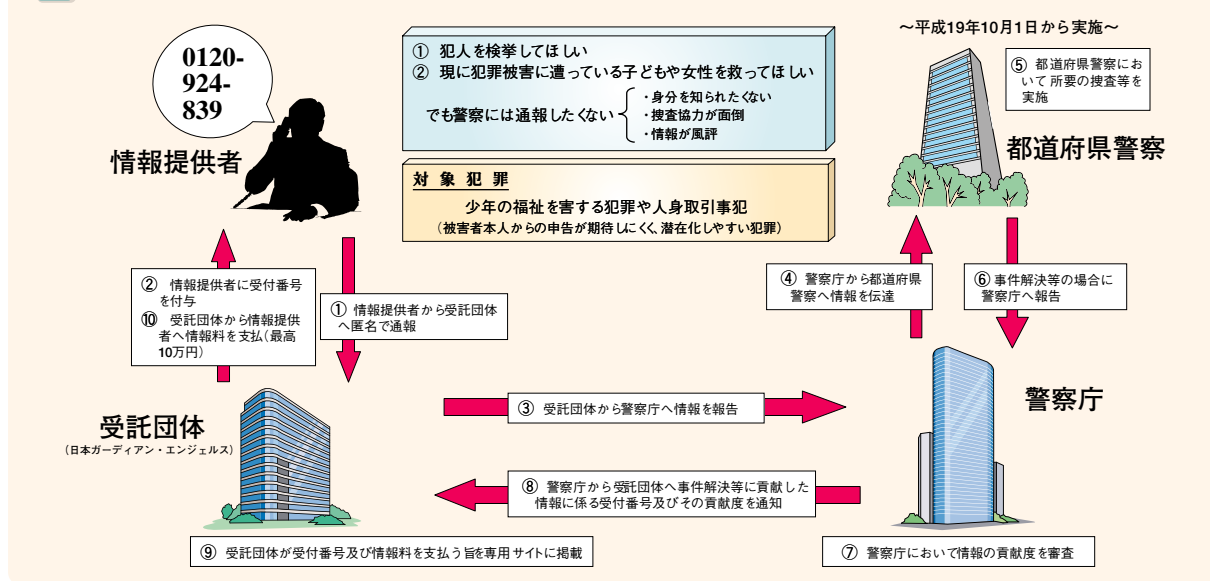 ～平成19年10月1日から実施～
0120-
924-
839
情報提供者
① 犯人を検挙してほしい
② 現に犯罪被害に遭っている子どもや女性を救ってほしい
でも警察には通報したくない
・身分を知られたくない
・捜査協力が面倒
・情報が風評
対象犯罪
少年の福祉を害する犯罪や人身取引事犯
(被害者本人からの申告が期待しにくく、潜在化しやすい犯罪)
⑤ 都道府県警察にお
いて所要の捜査等を
実施
都道府県警察
② 情報提供者に受付番号
を付与
⑩ 受託団体から情報提供
者へ情報料を支払(最高
10万円)
① 情報提供者から受託団体
へ匿名で通報
④ 警察庁から都道府県
警察へ情報を伝達
⑥ 事件解決等の場合に
警察庁へ報告
受託団体
(日本ガーディアン・エンジェルス)
③ 受託団体から警察庁へ情報を報告
警察庁
⑧ 警察庁から受託団体へ事件解決等に貢献した
情報に係る受付番号及びその貢献度を通知
⑨ 受託団体が受付番号及び情報料を支払う旨を専用サイトに掲載
⑦ 警察庁において情報の貢献度を審査